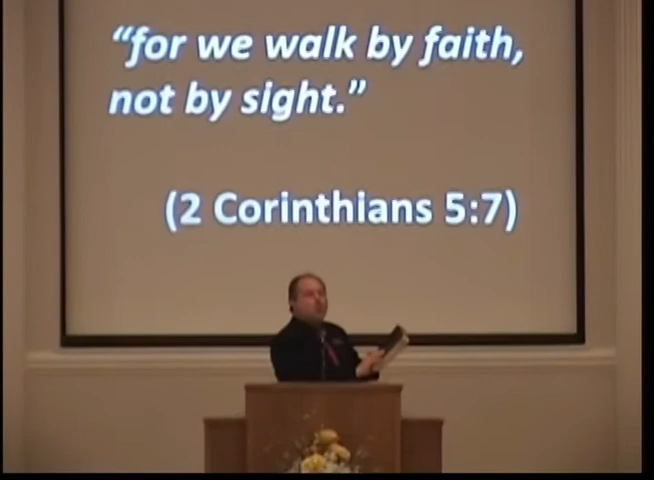 “for we walk by faith,
not by sight.”
(2 Corinthians 5:7)